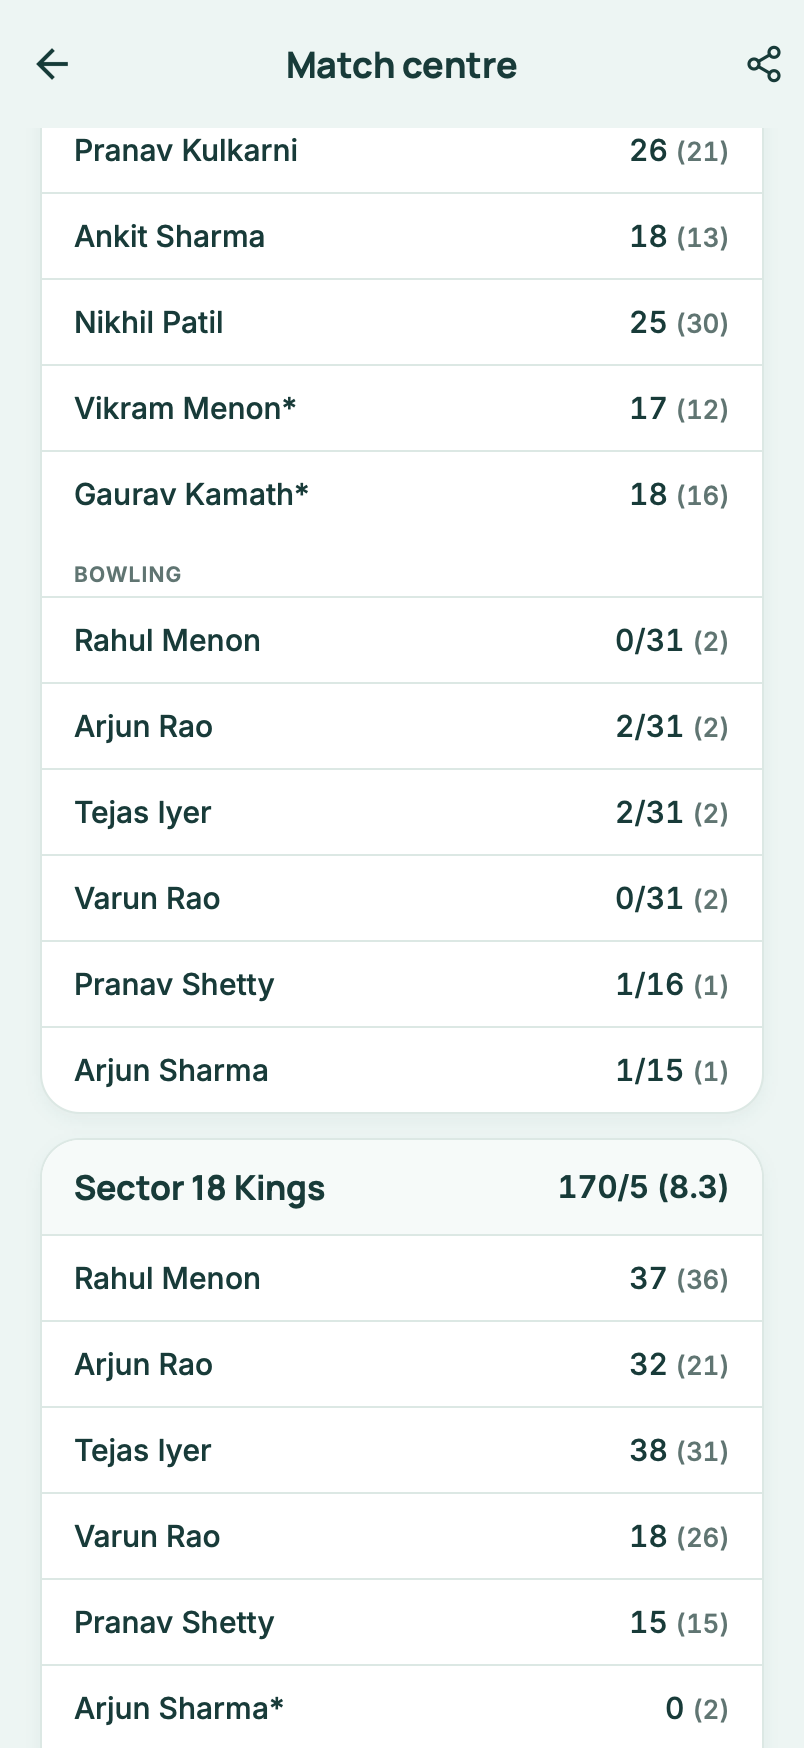 Match centre
Pranav Kulkarni 26 (21)
Ankit Sharma 18 (13)
Nikhil Patil 25 (30)
Vikram Menon* 17 (12)
Gaurav Kamath* 18 (16)
BOWLING
Rahul Menon 0/31 (2)
Arjun Rao 2/31 (2)
Tejas Iyer 2/31 (2)
Varun Rao 0/31 (2)
Pranav Shetty 1/16 (1)
Arjun Sharma 1/15 (1)
Sector 18 Kings 170/5 (8.3)
Rahul Menon 37 (36)
Arjun Rao 32 (21)
Tejas Iyer 38 (31)
Varun Rao 18 (26)
Pranav Shetty 15 (15)
Arjun Sharma* 0 (2)